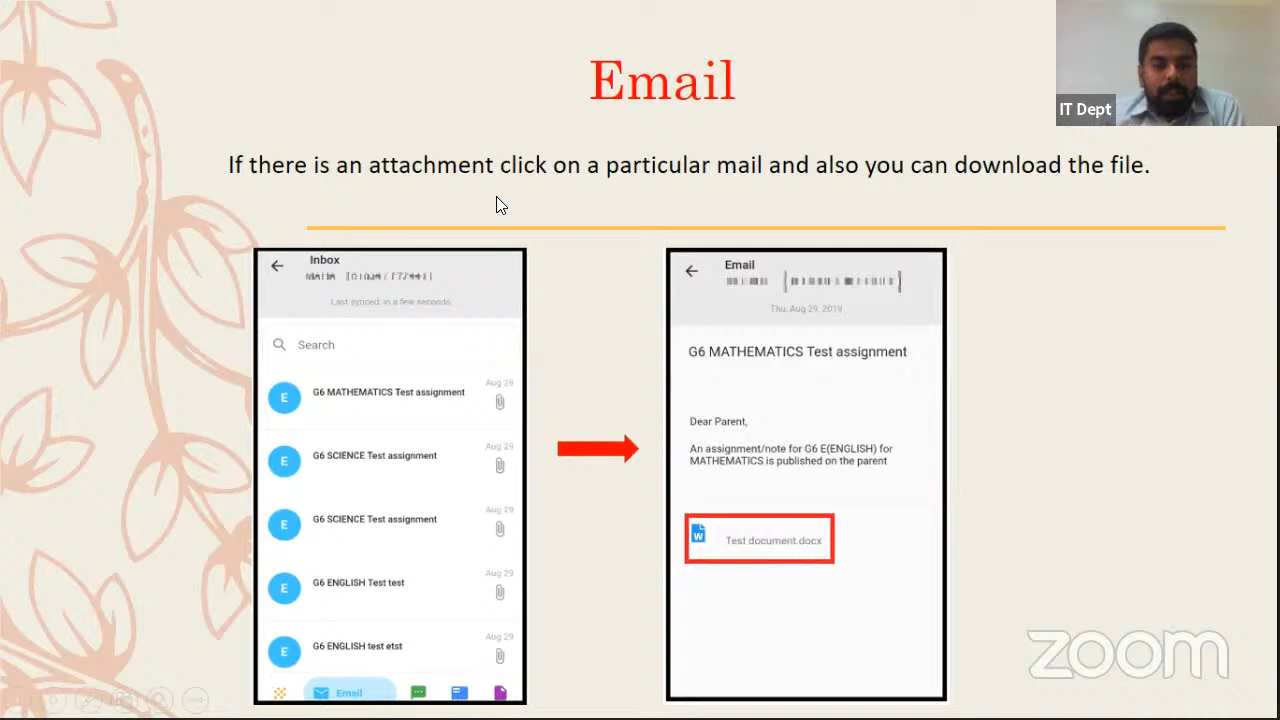 Email
IT Dept
If there is an attachment click on a particular mail and also you can download the file.
Inbox
Last synced: in a few seconds.
Search
E
G6 MATHEMATICS Test assignment
Aug 29
E
G6 SCIENCE Test assignment
Aug 29
E
G6 SCIENCE Test assignment
Aug 29
E
G6 ENGLISH Test test
Aug 29
E
G6 ENGLISH test etst
Aug 29
Email
Email
Thu, Aug 29, 2019
G6 MATHEMATICS Test assignment
Dear Parent,
An assignment/note for G6 E(ENGLISH) for
MATHEMATICS is published on the parent
W
Test document.docx
zoom